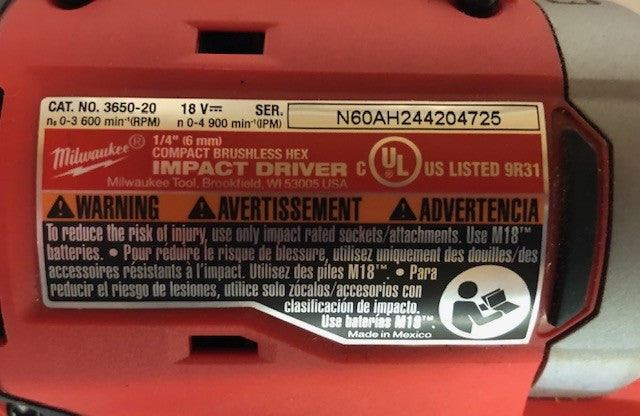 CAT. NO. 3650-20 18 V⎓ SER. N60AH244204725
n₀ 0-3 600 min⁻¹(RPM) n 0-4 900 min⁻¹(IPM)
Milwaukee® 1/4" (6 mm)
COMPACT BRUSHLESS HEX
IMPACT DRIVER C UL® US LISTED 9R31
Milwaukee Tool, Brookfield, WI 53005 USA
WARNING AVERTISSEMENT ADVERTENCIA
To reduce the risk of injury, use only impact rated sockets/attachments. Use M18™
batteries. • Pour réduire le risque de blessure, utilisez uniquement des douilles/des
accessoires résistants à l'impact. Utilisez des piles M18™. • Para
reducir el riesgo de lesiones, utilice solo zócalos/accesorios con
clasificación de impacto.
Use baterías M18™.
Made in Mexico